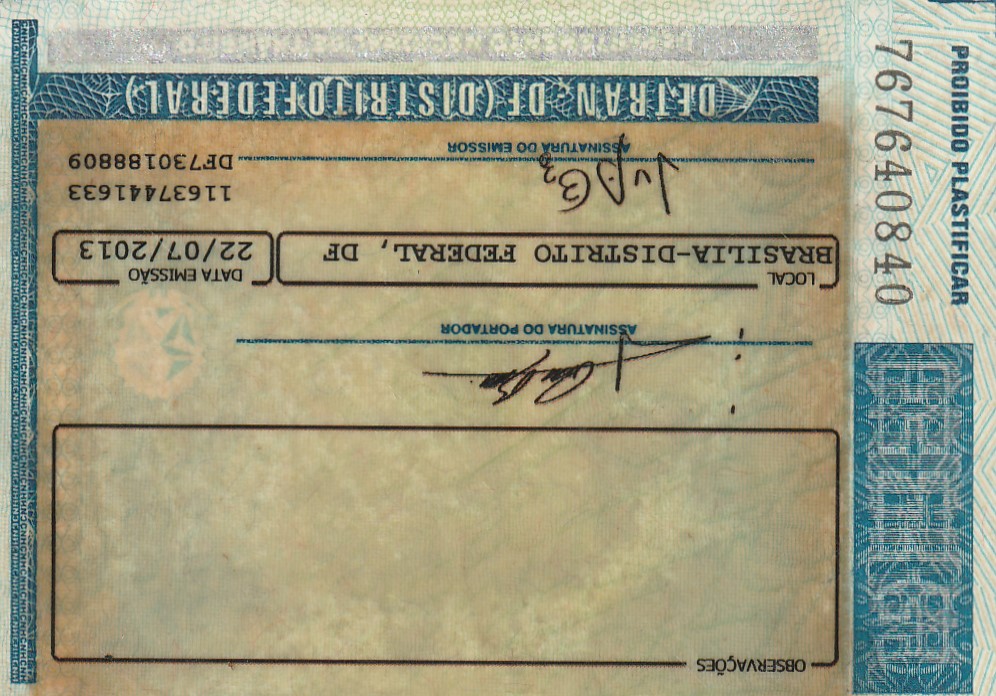 OBSERVAÇÕES
ASSINATURA DO PORTADOR
LOCAL
BRASILIA-DISTRITO FEDERAL, DF
DATA EMISSÃO
22/07/2013
ASSINATURA DO EMISSOR
11637441633
DF730188809
DETRAN DF (DISTRITO FEDERAL)
PROIBIDO PLASTIFICAR
767640840